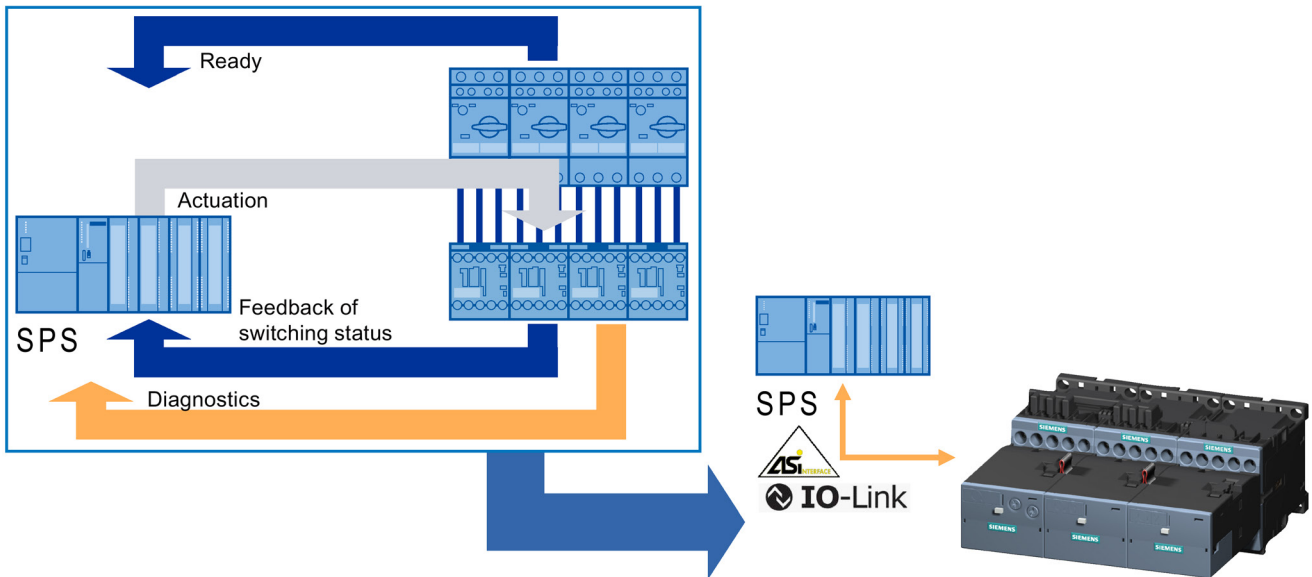 Ready
Actuation
Feedback of
switching status
SPS
Diagnostics
SPS
ASi
INTERFACE
IO-Link
SIEMENS
SIEMENS
SIEMENS
SIEMENS
SIEMENS
SIEMENS